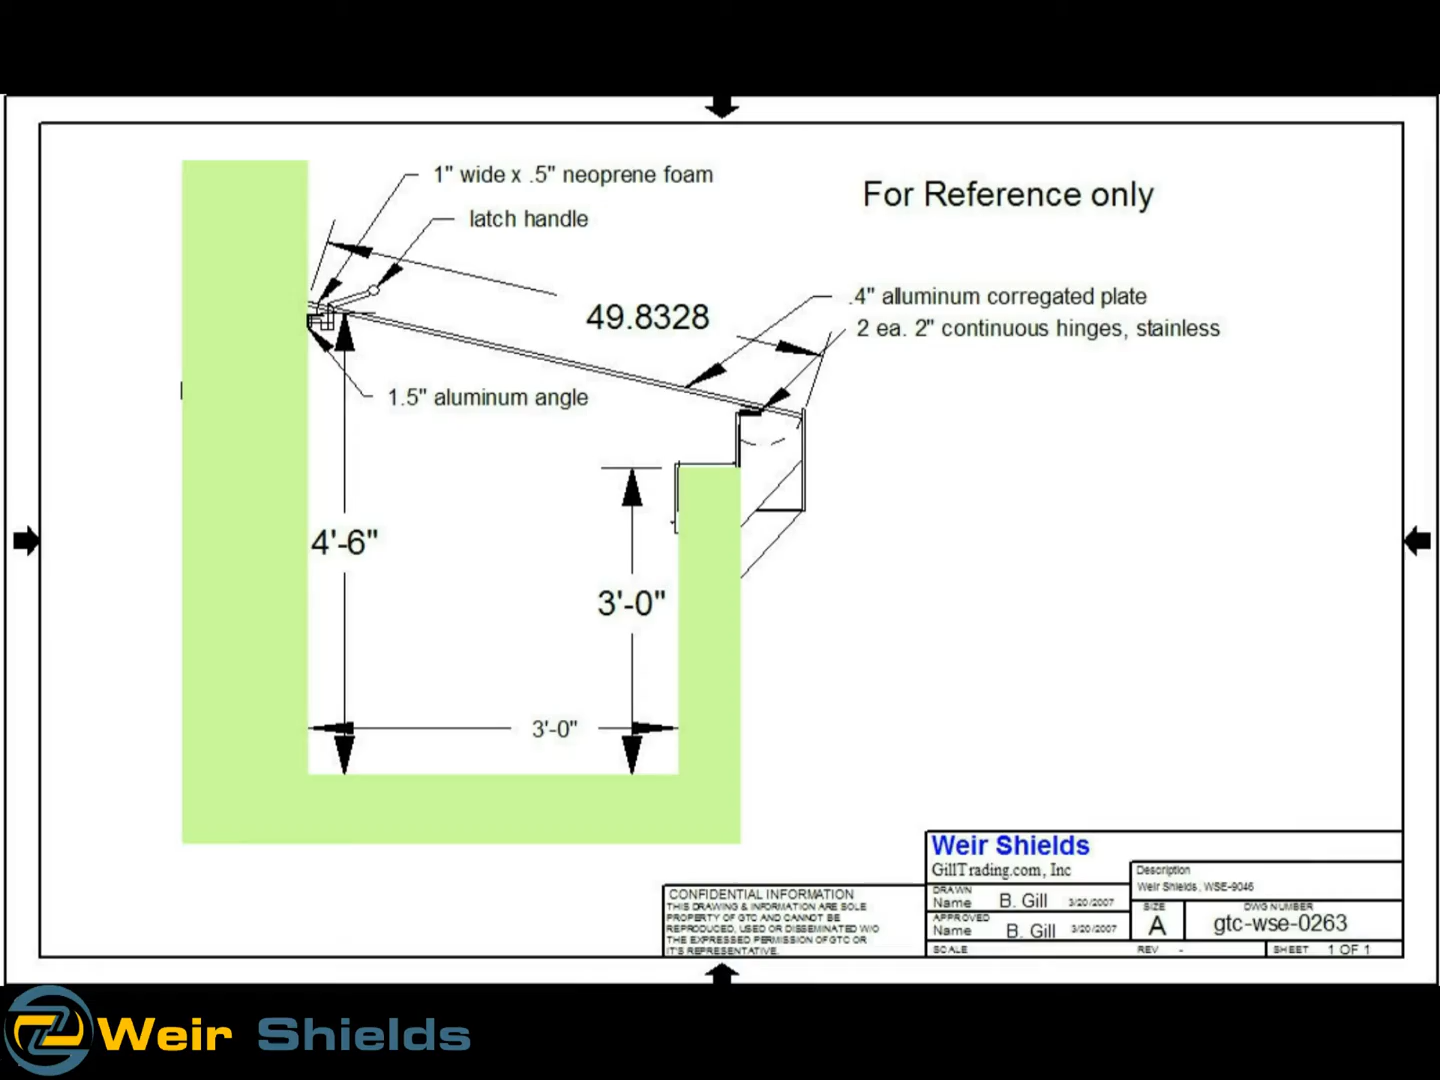 1" wide x .5" neoprene foam
For Reference only
latch handle
49.8328
.4" alluminum corregated plate
2 ea. 2" continuous hinges, stainless
1.5" aluminum angle
4'-6"
3'-0"
3'-0"
Weir Shields
GillTrading.com, Inc
DRAWN
Name B. Gill 3/20/2007
APPROVED
Name B. Gill 3/20/2007
SCALE
Description
Weir Shields, WSE-9046
SIZE
A
DWG NUMBER
gtc-wse-0263
REV -
SHEET 1 OF 1
CONFIDENTIAL INFORMATION
THIS DRAWING & INFORMATION ARE SOLE
PROPERTY OF GTC AND CANNOT BE
REPRODUCED, USED OR DISSEMINATED W/O
THE EXPRESSED PERMISSION OF GTC OR
IT'S REPRESENTATIVE.
Weir Shields